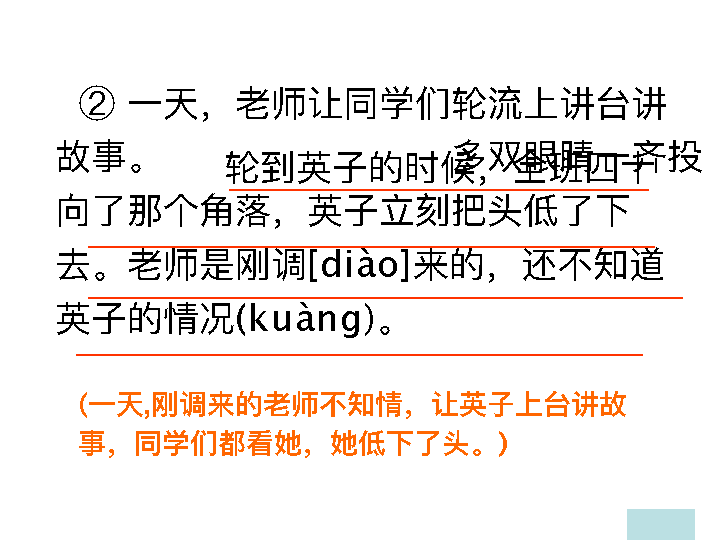 ② 一天，老师让同学们轮流上讲台讲
故事。 轮到英子的时候，全班四十多双眼睛一齐投
向了那个角落，英子立刻把头低了下
去。老师是刚调[diào]来的，还不知道
英子的情况(kuàng)。
(一天,刚调来的老师不知情，让英子上台讲故
事，同学们都看她，她低下了头。)